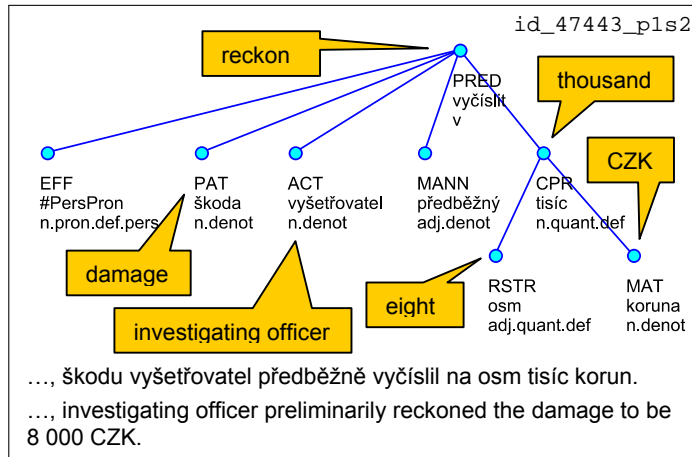 id_47443_p1s2
reckon
PRED
vyčíslit
v
thousand
CZK
EFF
#PersPron
n.pron.def.pers
PAT
škoda
n.denot
ACT
vyšetřovatel
n.denot
MANN
předběžný
adj.denot
CPR
tisíc
n.quant.def
damage
investigating officer
eight
RSTR
osm
adj.quant.def
MAT
koruna
n.denot
…, škodu vyšetřovatel předběžně vyčíslil na osm tisíc korun.
…, investigating officer preliminarily reckoned the damage to be
8 000 CZK.